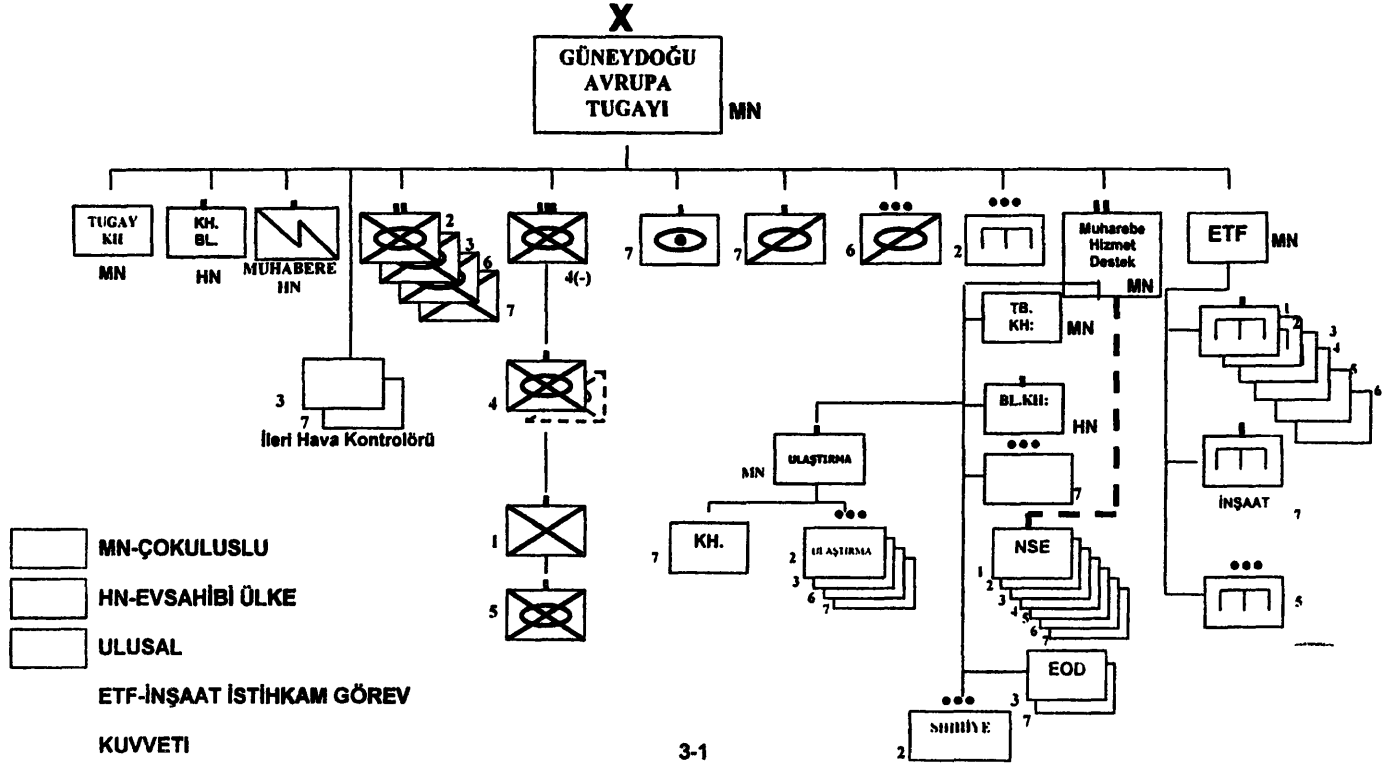 X
GÜNEYDOĞU
AVRUPA
TUGAYI
MN
TUGAY
KH
MN
KH.
BL.
HN
MUHABERE
HN
2
3
6
7
4(-)
7
7
6
2
Muharebe
Hizmet
Destek
MN
ETF
MN
3
7
İleri Hava Kontrolörü
4
1
5
TB.
KH:
MN
BL.KH:
HN
7
ULAŞTIRMA
MN
KH.
7
ULAŞTIRMA
2
3
6
7
NSE
1
2
3
4
5
6
7
EOD
3
7
SIHHİYE
2
1
2
3
4
5
6
İNŞAAT
7
5
MN-ÇOKULUSLU
HN-EVSAHİBİ ÜLKE
ULUSAL
ETF-İNŞAAT İSTİHKAM GÖREV
KUVVETİ
3-1